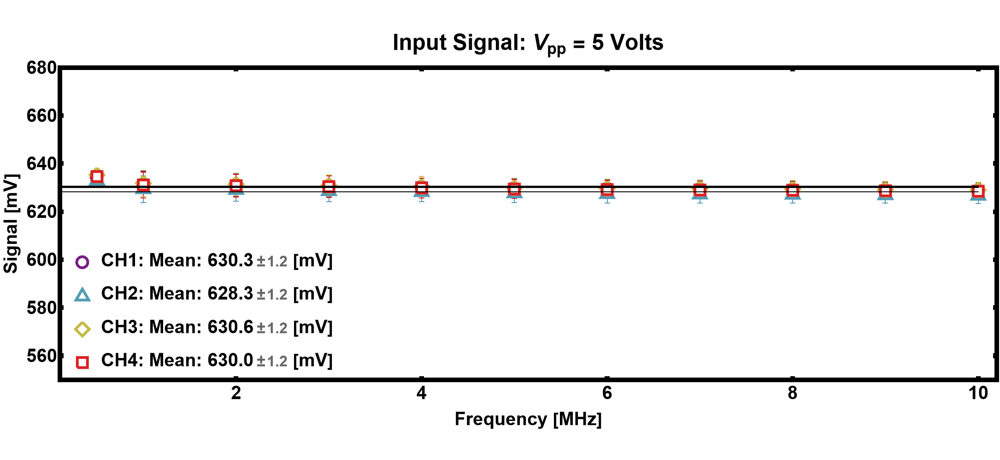 Input Signal: Vpp = 5 Volts
680
660
640
620
600
580
560
Signal [mV]
CH1: Mean: 630.3 ±1.2 [mV]
CH2: Mean: 628.3 ±1.2 [mV]
CH3: Mean: 630.6 ±1.2 [mV]
CH4: Mean: 630.0 ±1.2 [mV]
2 4 6 8 10
Frequency [MHz]